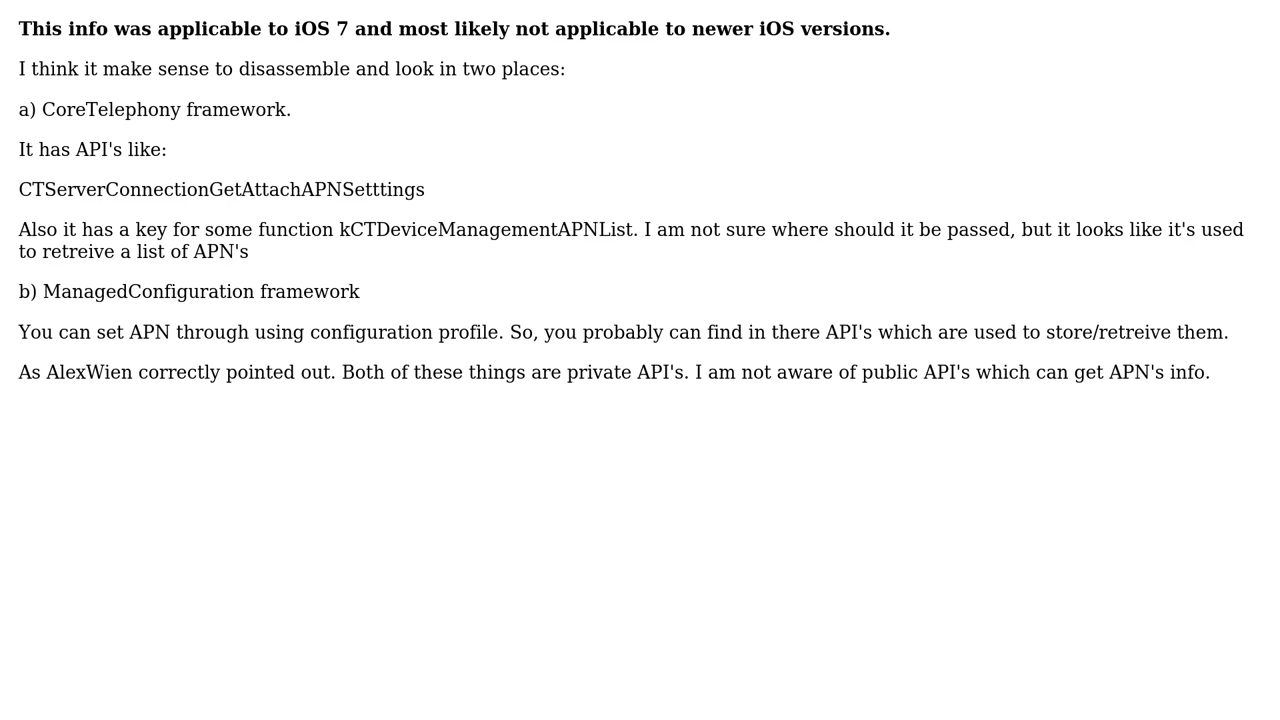 This info was applicable to iOS 7 and most likely not applicable to newer iOS versions.
I think it make sense to disassemble and look in two places:
a) CoreTelephony framework.
It has API's like:
CTServerConnectionGetAttachAPNSetttings
Also it has a key for some function kCTDeviceManagementAPNList. I am not sure where should it be passed, but it looks like it's used
to retreive a list of APN's
b) ManagedConfiguration framework
You can set APN through using configuration profile. So, you probably can find in there API's which are used to store/retreive them.
As AlexWien correctly pointed out. Both of these things are private API's. I am not aware of public API's which can get APN's info.